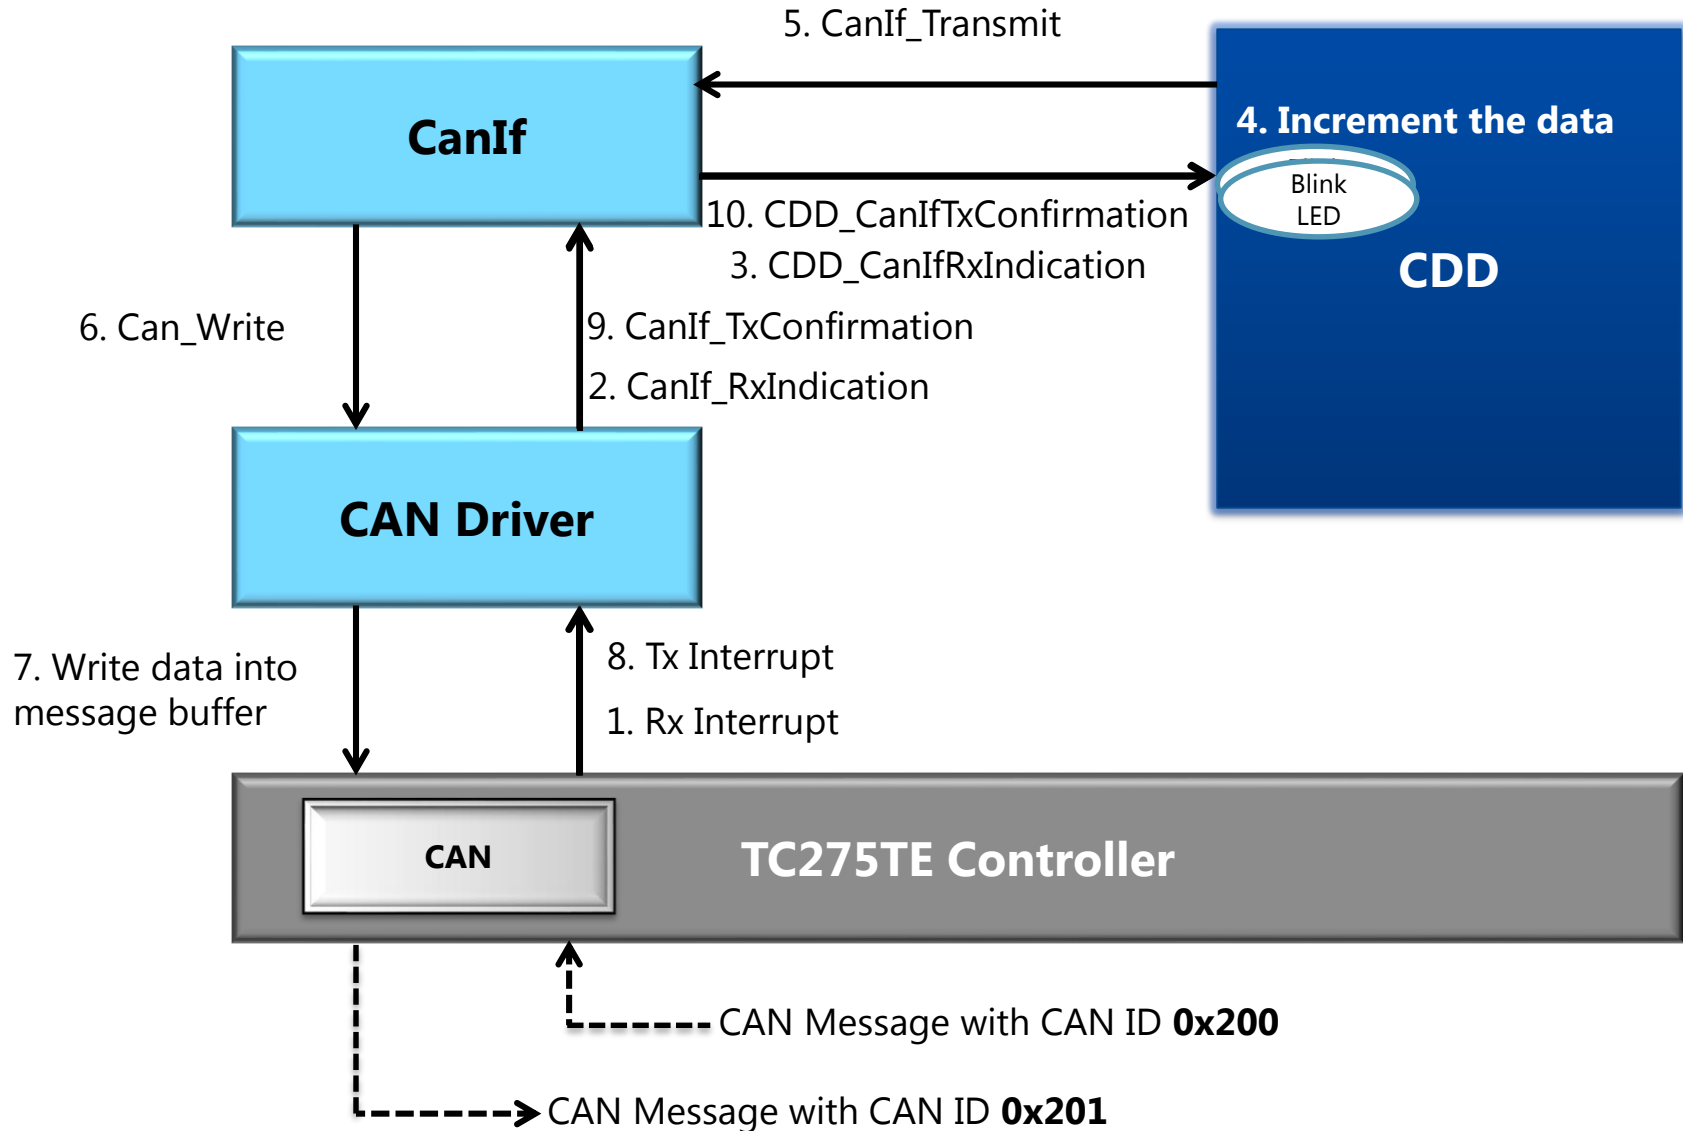 5. CanIf_Transmit
CanIf
4. Increment the data
Blink
LED
10. CDD_CanIfTxConfirmation
3. CDD_CanIfRxIndication
CDD
6. Can_Write
9. CanIf_TxConfirmation
2. CanIf_RxIndication
CAN Driver
7. Write data into
message buffer
8. Tx Interrupt
1. Rx Interrupt
CAN
TC275TE Controller
CAN Message with CAN ID 0x200
CAN Message with CAN ID 0x201